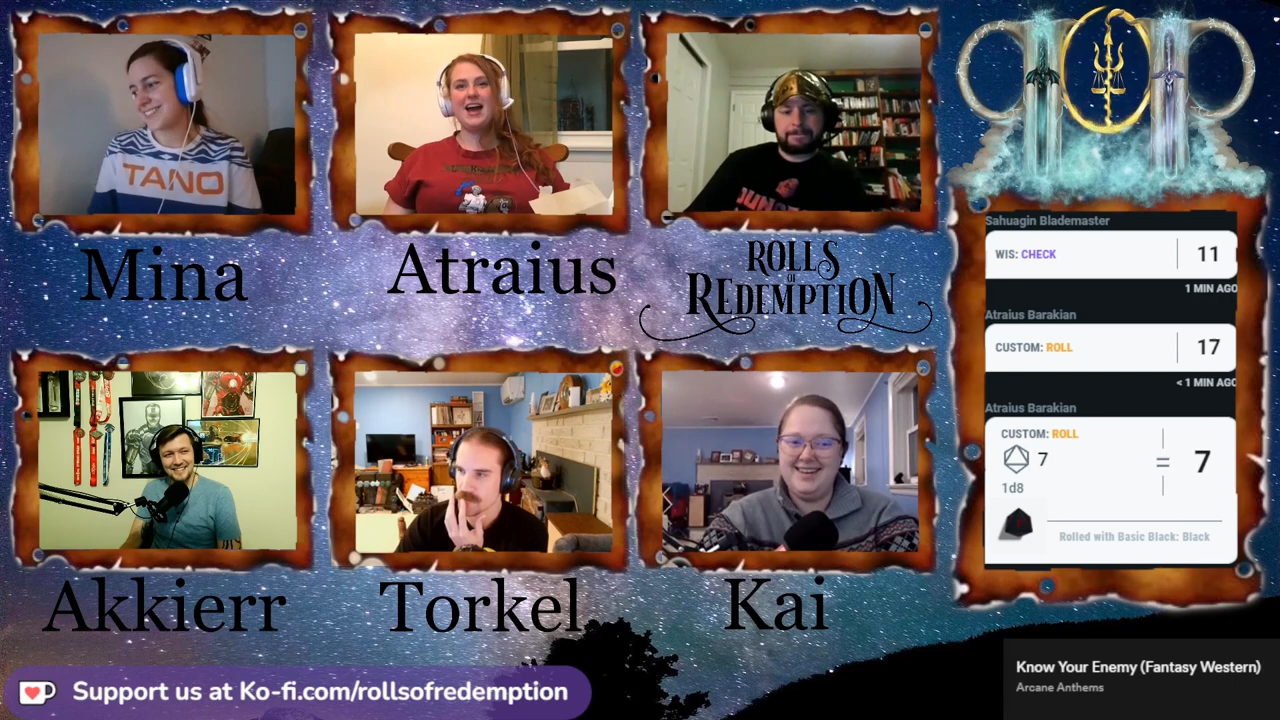 TANO
JUN
Mina
Atraius
ROLLS
OF
REDEMPTION
Akkierr
Torkel
Kai
Sahuagin Blademaster
WIS: CHECK
11
1 MIN AGO
Atraius Barakian
CUSTOM: ROLL
17
< 1 MIN AGO
Atraius Barakian
CUSTOM: ROLL
7
=
7
1d8
Rolled with Basic Black: Black
Support us at Ko-fi.com/rollsofredemption
Know Your Enemy (Fantasy Western)
Arcane Anthems